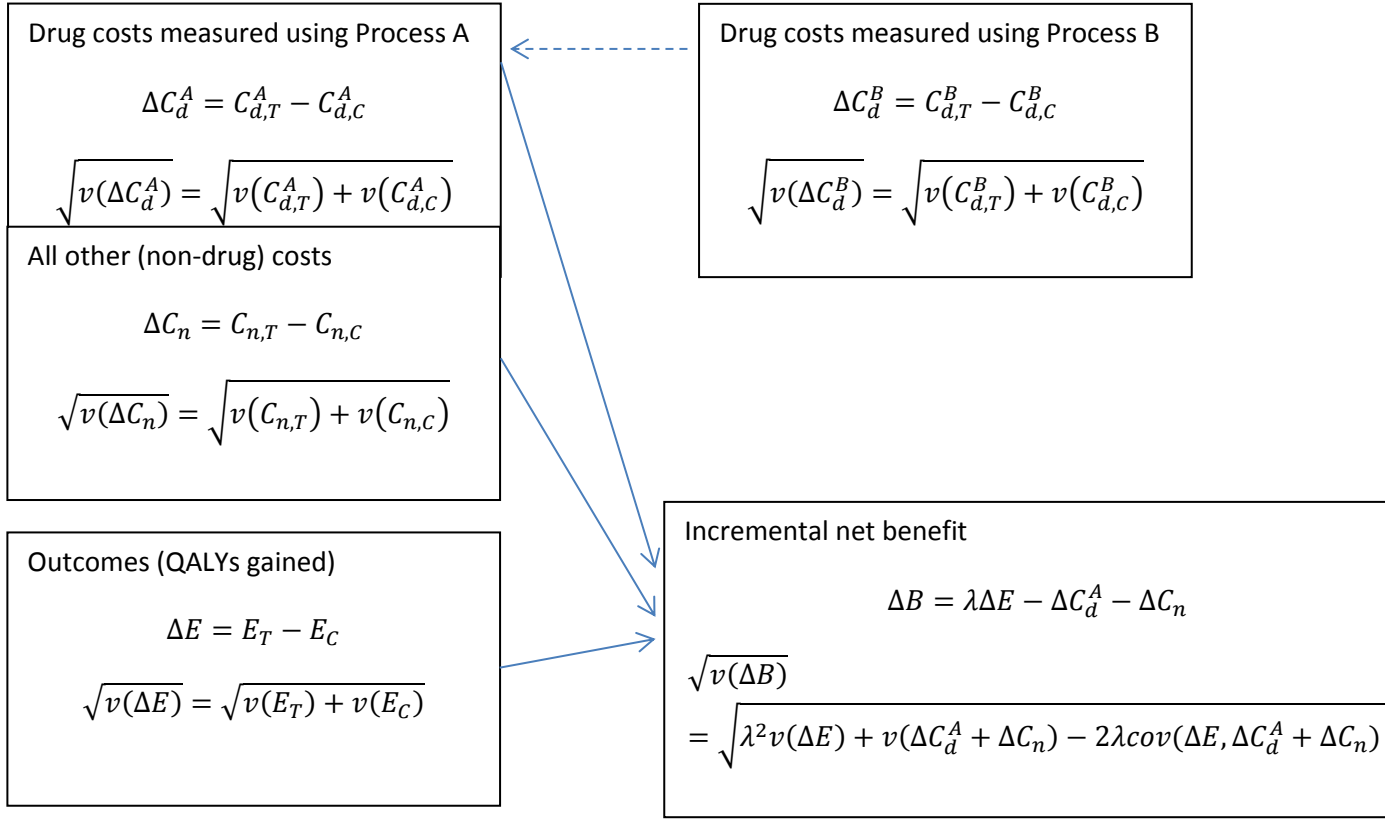 Drug costs measured using Process A
ΔC_d^A = C_{d,T}^A − C_{d,C}^A
√v(ΔC_d^A) = √v(C_{d,T}^A) + v(C_{d,C}^A)
All other (non-drug) costs
ΔC_n = C_{n,T} − C_{n,C}
√v(ΔC_n) = √v(C_{n,T}) + v(C_{n,C})
Outcomes (QALYs gained)
ΔE = E_T − E_C
√v(ΔE) = √v(E_T) + v(E_C)
Drug costs measured using Process B
ΔC_d^B = C_{d,T}^B − C_{d,C}^B
√v(ΔC_d^B) = √v(C_{d,T}^B) + v(C_{d,C}^B)
Incremental net benefit
ΔB = λΔE − ΔC_d^A − ΔC_n
√v(ΔB)
= √λ²v(ΔE) + v(ΔC_d^A + ΔC_n) − 2λcov(ΔE, ΔC_d^A + ΔC_n)